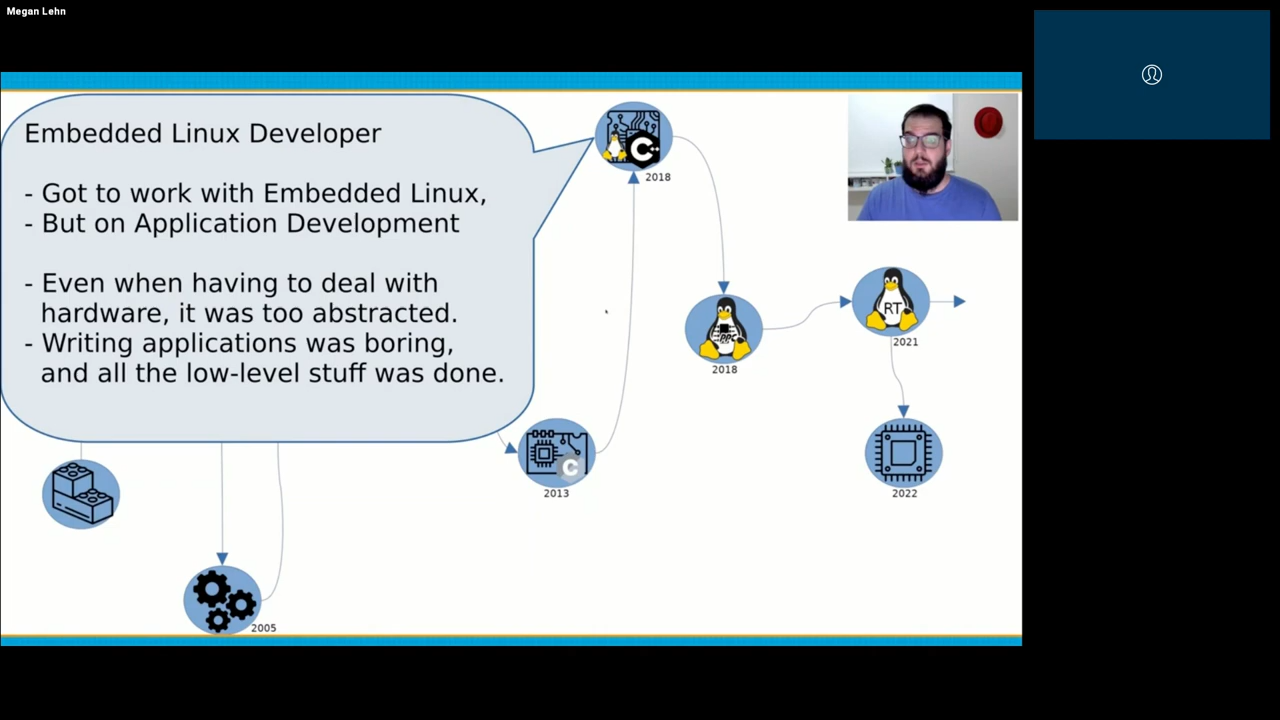 Megan Lehn
Embedded Linux Developer
- Got to work with Embedded Linux,
- But on Application Development
- Even when having to deal with
hardware, it was too abstracted.
- Writing applications was boring,
and all the low-level stuff was done.
C
2018
PPC
2018
RT
2021
C
2013
2022
2005